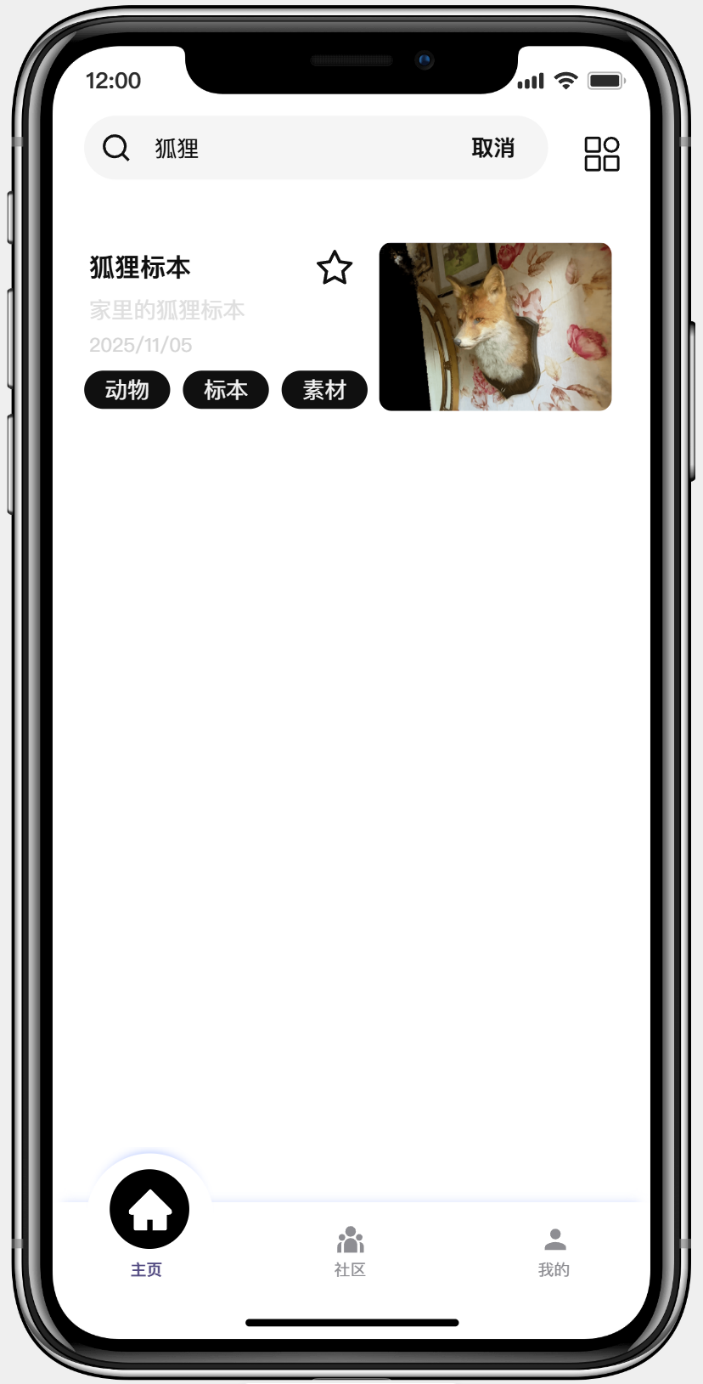 12:00
狐狸 取消
狐狸标本
家里的狐狸标本
2025/11/05
动物 标本 素材
主页 社区 我的